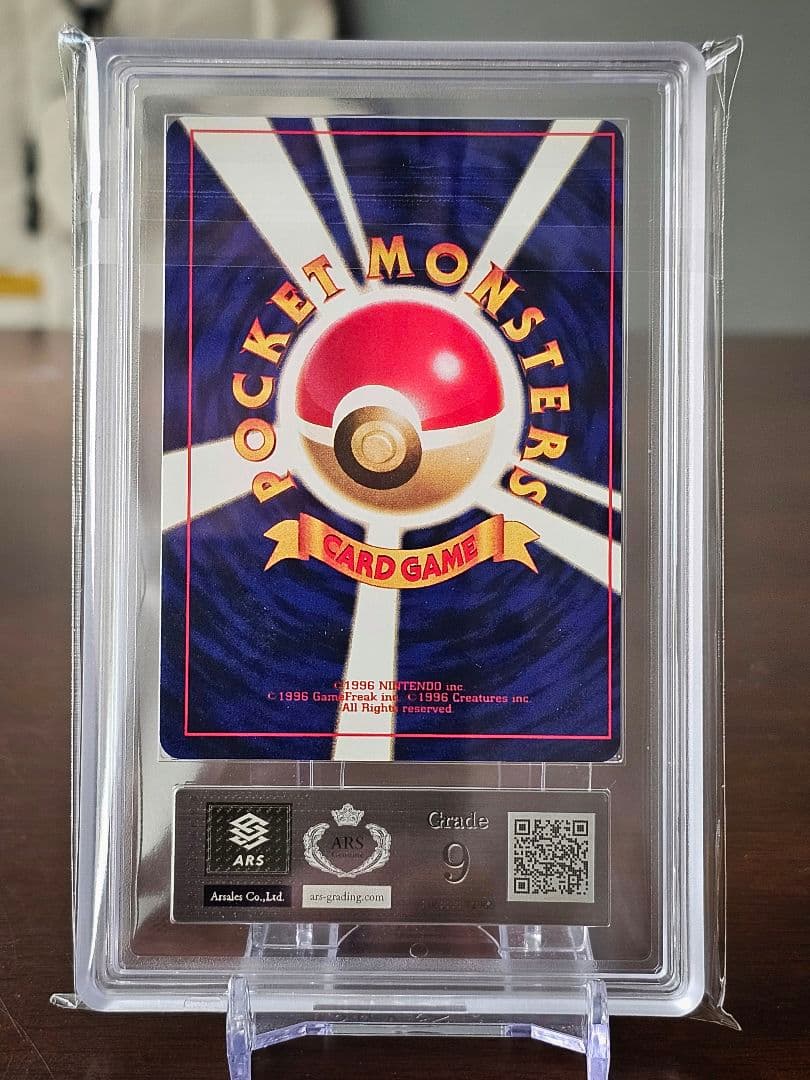 POCKET MONSTERS
CARD GAME
©1996 NINTENDO inc.
©1996 GameFreak inc. ©1996 Creatures inc.
All Rights reserved.
ARS
Arsales Co.,Ltd.
ARS
Genuine
ars-grading.com
Grade
9